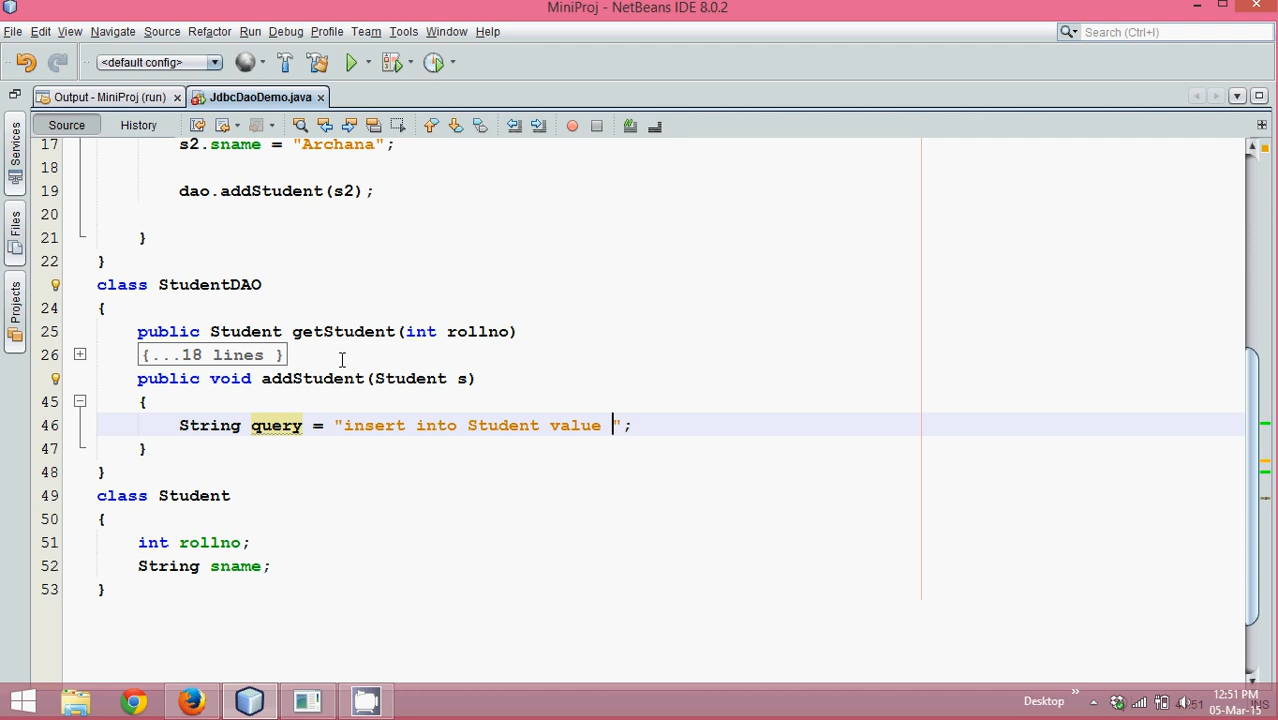 MiniProj - NetBeans IDE 8.0.2
File Edit View Navigate Source Refactor Run Debug Profile Team Tools Window Help
Search (Ctrl+I)
<default config>
Output - MiniProj (run) × JdbcDaoDemo.java ×
Source History
17 s2.sname = "Archana";
18
19 dao.addStudent(s2);
20
21 }
22 }
class StudentDAO
24 {
25 public Student getStudent(int rollno)
26 {...18 lines }
public void addStudent(Student s)
45 {
46 String query = "insert into Student value ";
47 }
48 }
49 class Student
50 {
51 int rollno;
52 String sname;
53 }
Services
Files
Projects
Desktop
12:51 PM
05-Mar-15
INS